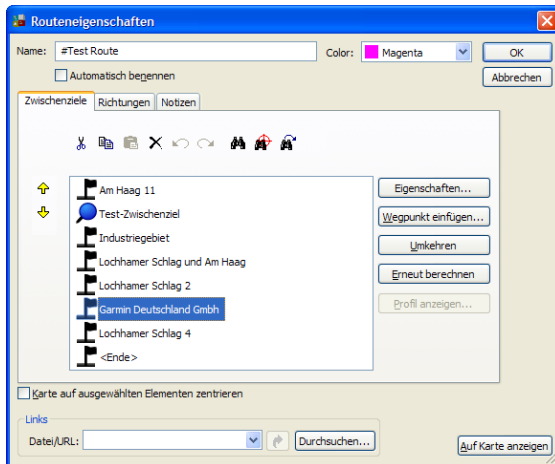 Routeneigenschaften
Name: #Test Route Color: Magenta OK
Automatisch benennen Abbrechen
Zwischenziele Richtungen Notizen
Am Haag 11 Eigenschaften...
Test-Zwischenziel
Industriegebiet Wegpunkt einfügen...
Lochhamer Schlag und Am Haag Umkehren
Lochhamer Schlag 2 Erneut berechnen
Garmin Deutschland Gmbh Profil anzeigen...
Lochhamer Schlag 4
<Ende>
Karte auf ausgewählten Elementen zentrieren
Links
Datei/URL: Durchsuchen... Auf Karte anzeigen